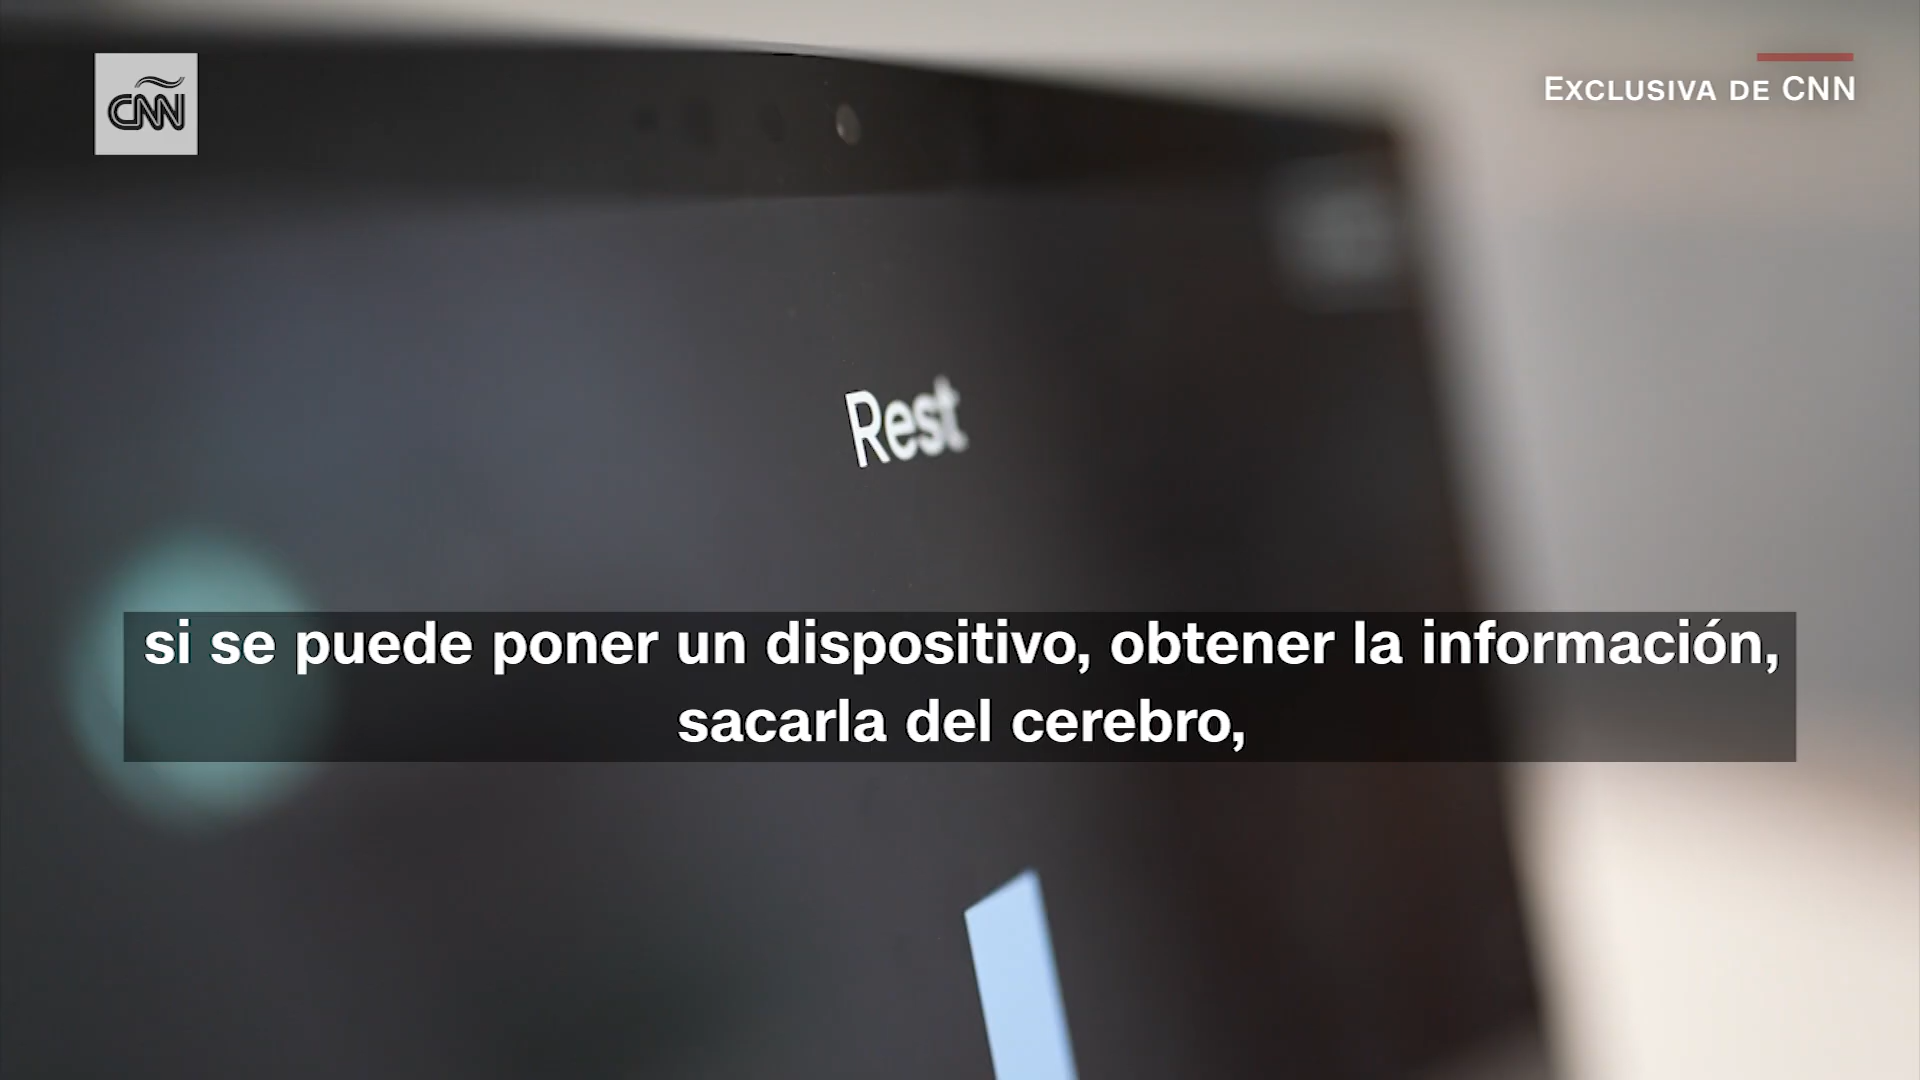 CNN
EXCLUSIVA DE CNN
Rest
si se puede poner un dispositivo, obtener la información,
sacarla del cerebro,